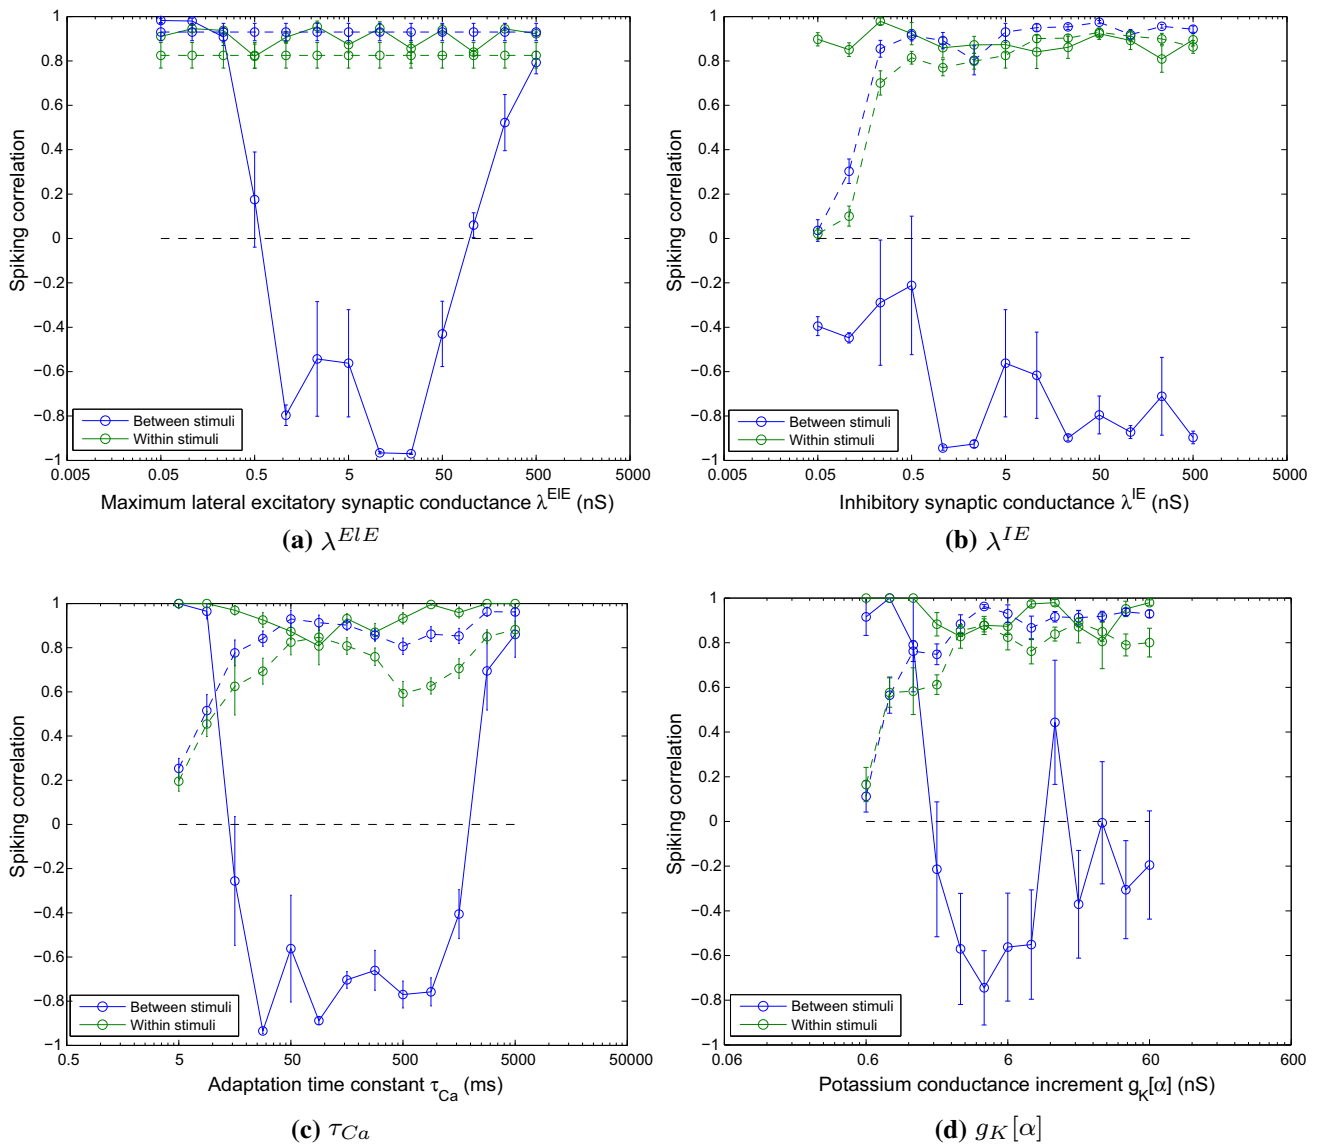 1
0.8
0.6
0.4
0.2
0
−0.2
−0.4
−0.6
−0.8
−1
Spiking correlation
Between stimuli
Within stimuli
0.005 0.05 0.5 5 50 500 5000
Maximum lateral excitatory synaptic conductance λ^EIE (nS)
(a) λ^ElE
1
0.8
0.6
0.4
0.2
0
−0.2
−0.4
−0.6
−0.8
−1
Spiking correlation
Between stimuli
Within stimuli
0.005 0.05 0.5 5 50 500 5000
Inhibitory synaptic conductance λ^IE (nS)
(b) λ^IE
1
0.8
0.6
0.4
0.2
0
−0.2
−0.4
−0.6
−0.8
−1
Spiking correlation
Between stimuli
Within stimuli
0.5 5 50 500 5000 50000
Adaptation time constant τ_Ca (ms)
(c) τ_Ca
1
0.8
0.6
0.4
0.2
0
−0.2
−0.4
−0.6
−0.8
−1
Spiking correlation
Between stimuli
Within stimuli
0.06 0.6 6 60 600
Potassium conductance increment g_K[α] (nS)
(d) g_K[α]